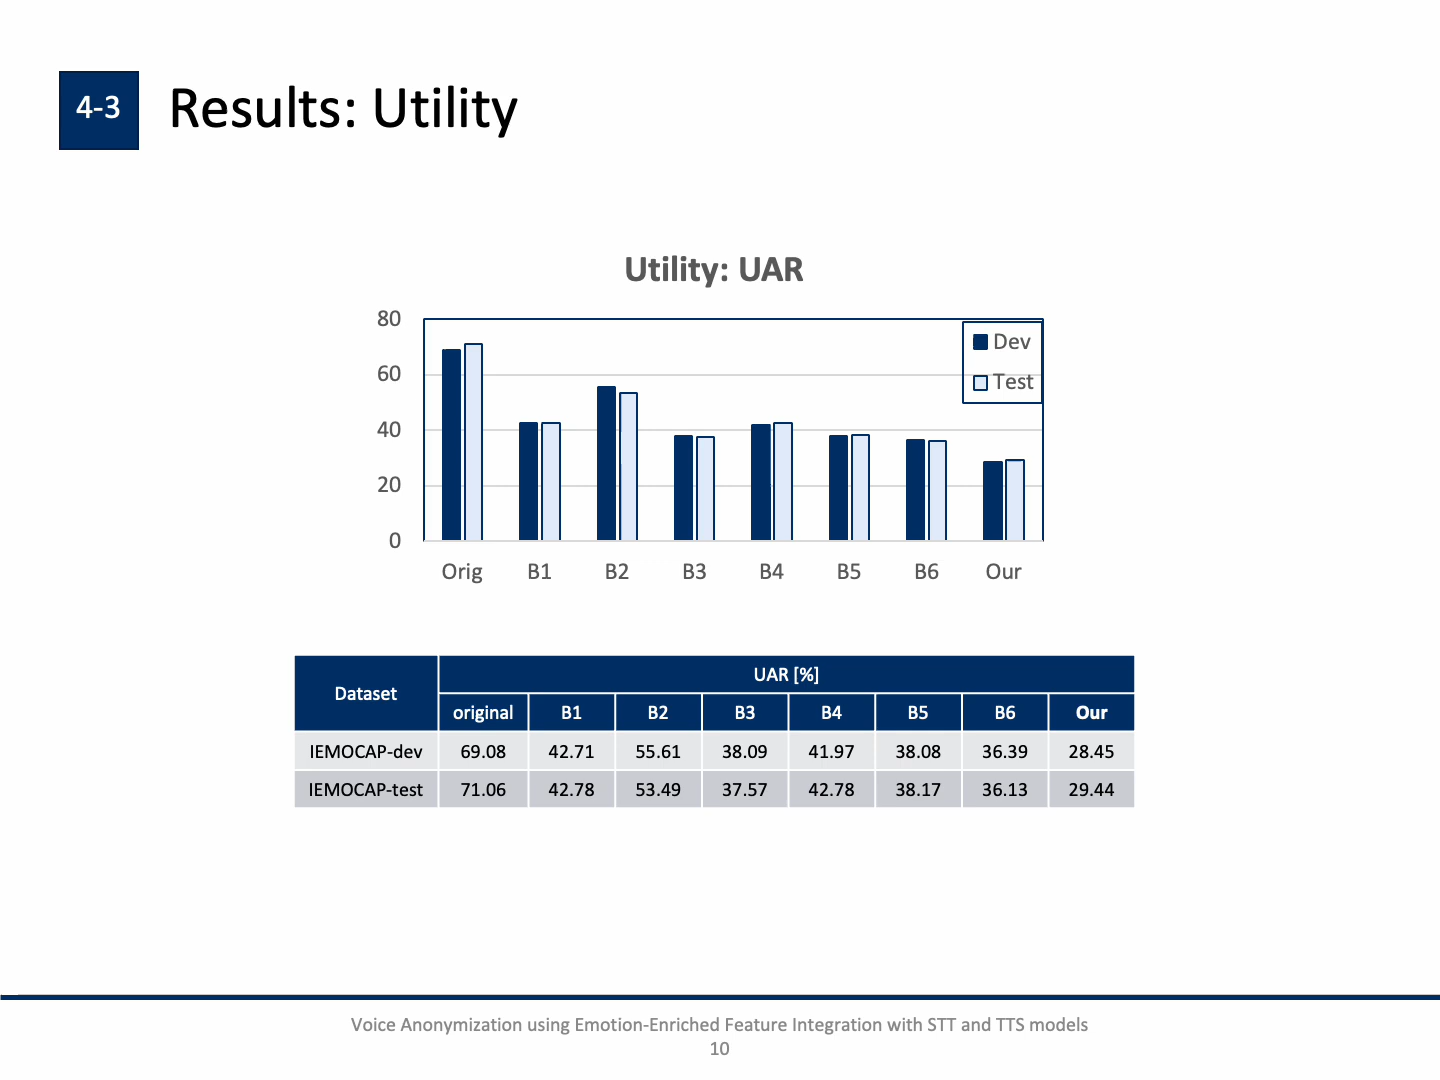 4-3
Results: Utility
Utility: UAR
80
60
40
20
0
Dev
Test
Orig B1 B2 B3 B4 B5 B6 Our
Dataset UAR [%]
original B1 B2 B3 B4 B5 B6 Our
IEMOCAP-dev 69.08 42.71 55.61 38.09 41.97 38.08 36.39 28.45
IEMOCAP-test 71.06 42.78 53.49 37.57 42.78 38.17 36.13 29.44
Voice Anonymization using Emotion-Enriched Feature Integration with STT and TTS models
10